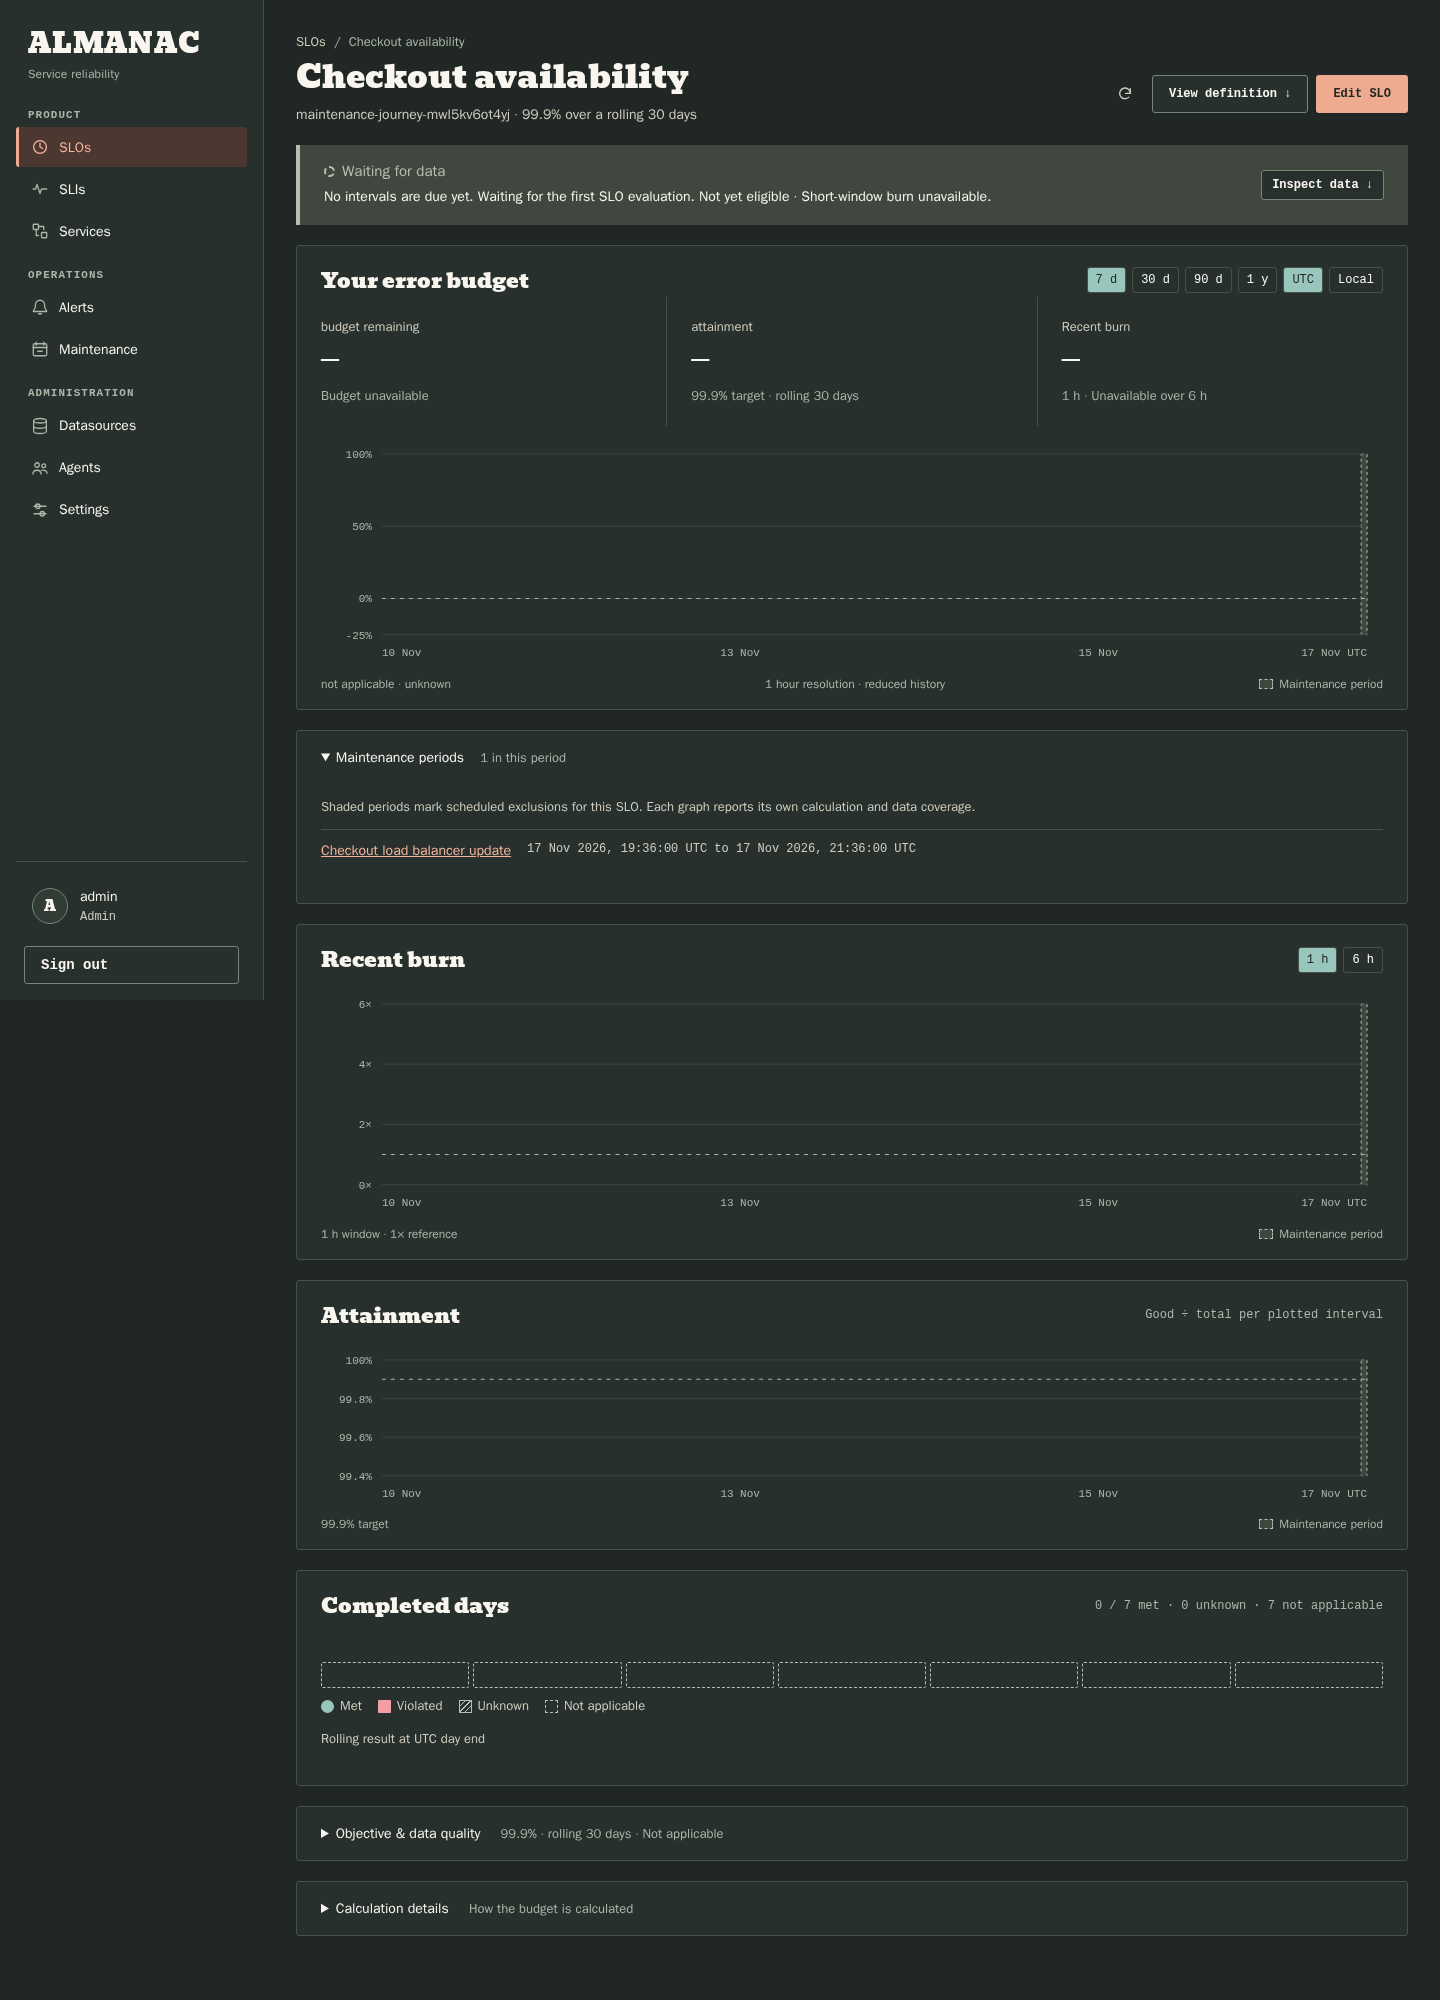 ALMANAC
Service reliability
PRODUCT
SLOs
SLIs
Services
OPERATIONS
Alerts
Maintenance
ADMINISTRATION
Datasources
Agents
Settings
A
admin
Admin
Sign out
SLOs / Checkout availability
Checkout availability
maintenance-journey-mwl5kv6ot4yj · 99.9% over a rolling 30 days
View definition ↓
Edit SLO
Waiting for data
No intervals are due yet. Waiting for the first SLO evaluation. Not yet eligible · Short-window burn unavailable.
Inspect data ↓
Your error budget
7 d 30 d 90 d 1 y UTC Local
budget remaining
—
Budget unavailable
attainment
—
99.9% target · rolling 30 days
Recent burn
—
1 h · Unavailable over 6 h
100%
50%
0%
-25%
10 Nov 13 Nov 15 Nov 17 Nov UTC
not applicable · unknown
1 hour resolution · reduced history
Maintenance period
▼ Maintenance periods 1 in this period
Shaded periods mark scheduled exclusions for this SLO. Each graph reports its own calculation and data coverage.
Checkout load balancer update 17 Nov 2026, 19:36:00 UTC to 17 Nov 2026, 21:36:00 UTC
Recent burn
1 h 6 h
6×
4×
2×
0×
10 Nov 13 Nov 15 Nov 17 Nov UTC
1 h window · 1× reference
Maintenance period
Attainment
Good ÷ total per plotted interval
100%
99.8%
99.6%
99.4%
10 Nov 13 Nov 15 Nov 17 Nov UTC
99.9% target
Maintenance period
Completed days
0 / 7 met · 0 unknown · 7 not applicable
Met Violated Unknown Not applicable
Rolling result at UTC day end
▶ Objective & data quality 99.9% · rolling 30 days · Not applicable
▶ Calculation details How the budget is calculated